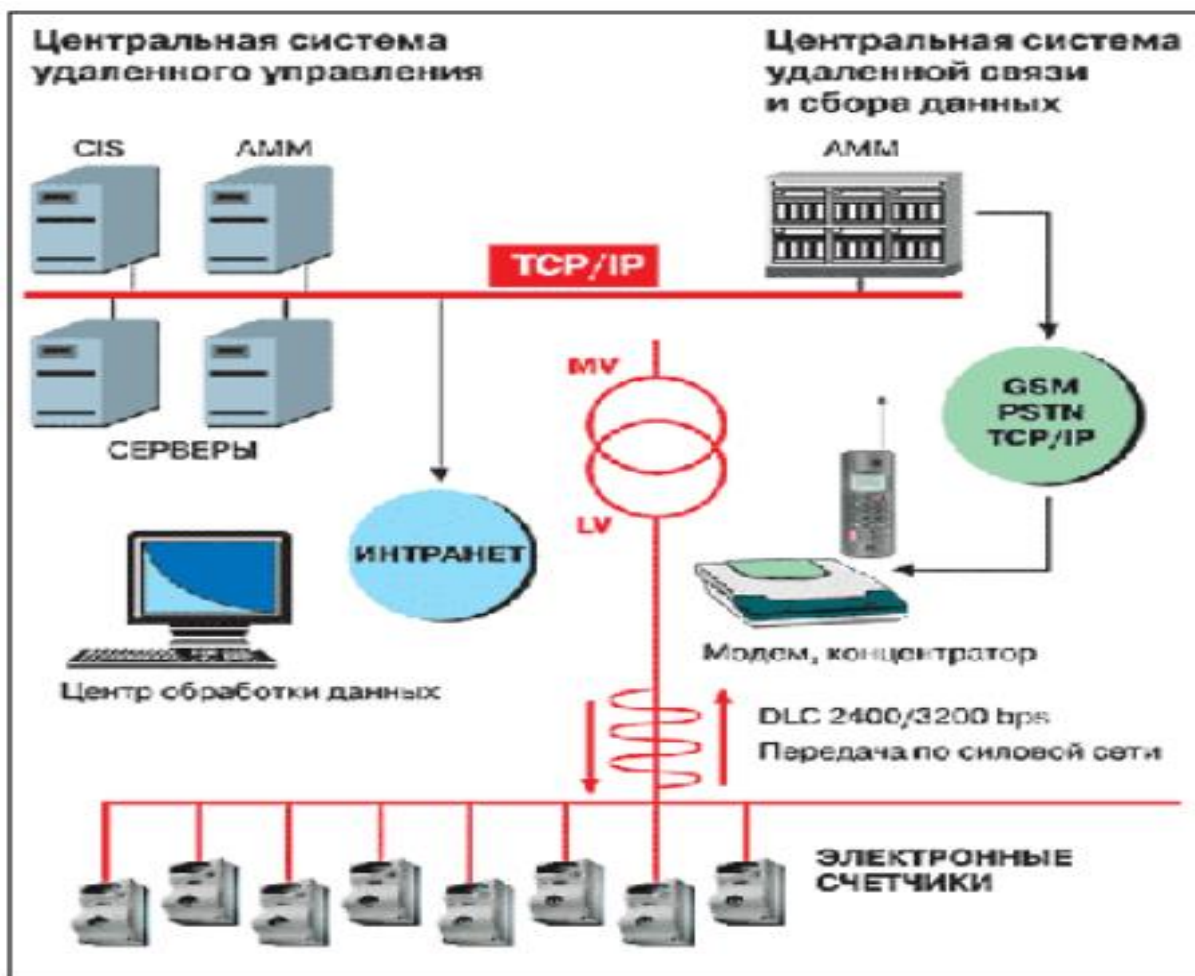 Центральная система
удаленного управления
Центральная система
удаленной связи
и сбора данных
CIS
AMM
AMM
TCP/IP
СЕРВЕРЫ
MV
LV
GSM
PSTN
TCP/IP
ИНТРАНЕТ
Центр обработки данных
Модем, концентратор
DLC 2400/3200 bps
Передача по силовой сети
ЭЛЕКТРОННЫЕ
СЧЕТЧИКИ